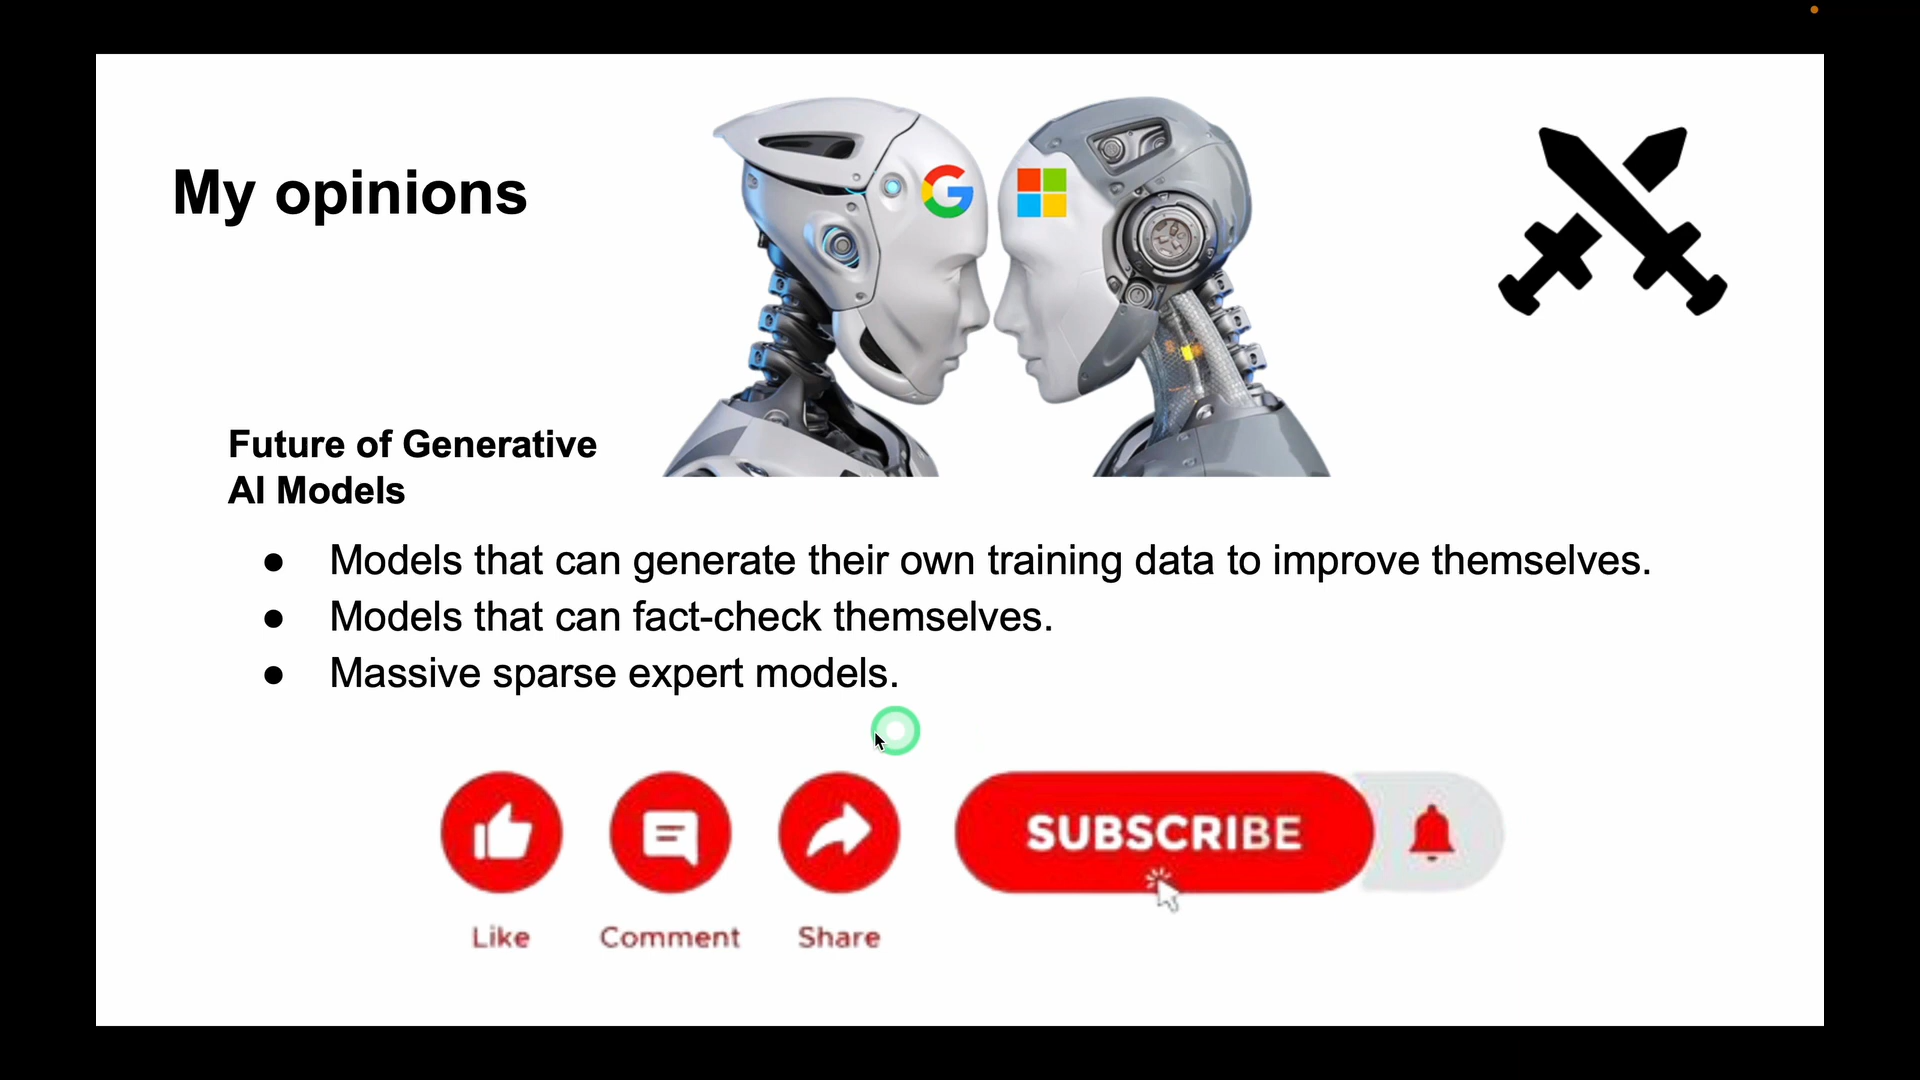 My opinions
Future of Generative
AI Models
● Models that can generate their own training data to improve themselves.
● Models that can fact-check themselves.
● Massive sparse expert models.
SUBSCRIBE
Like
Comment
Share